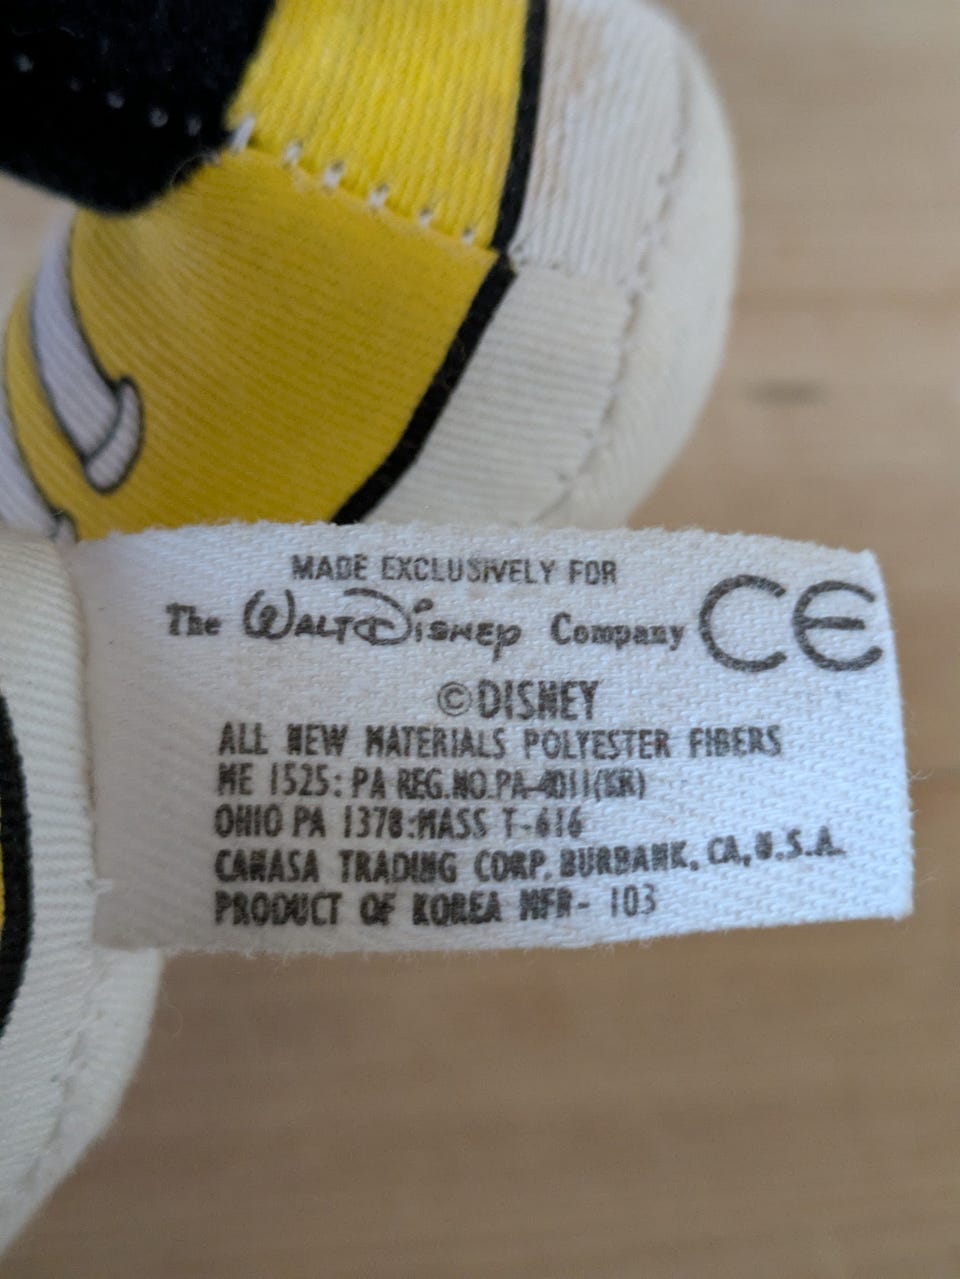 MADE EXCLUSIVELY FOR
The WALT DISNEY Company CE
©DISNEY
ALL NEW MATERIALS POLYESTER FIBERS
ME 1525: PA REG.NO.PA-4011(KR)
OHIO PA 1378:MASS T-616
CANASA TRADING CORP. BURBANK, CA, U.S.A.
PRODUCT OF KOREA MFR- 103